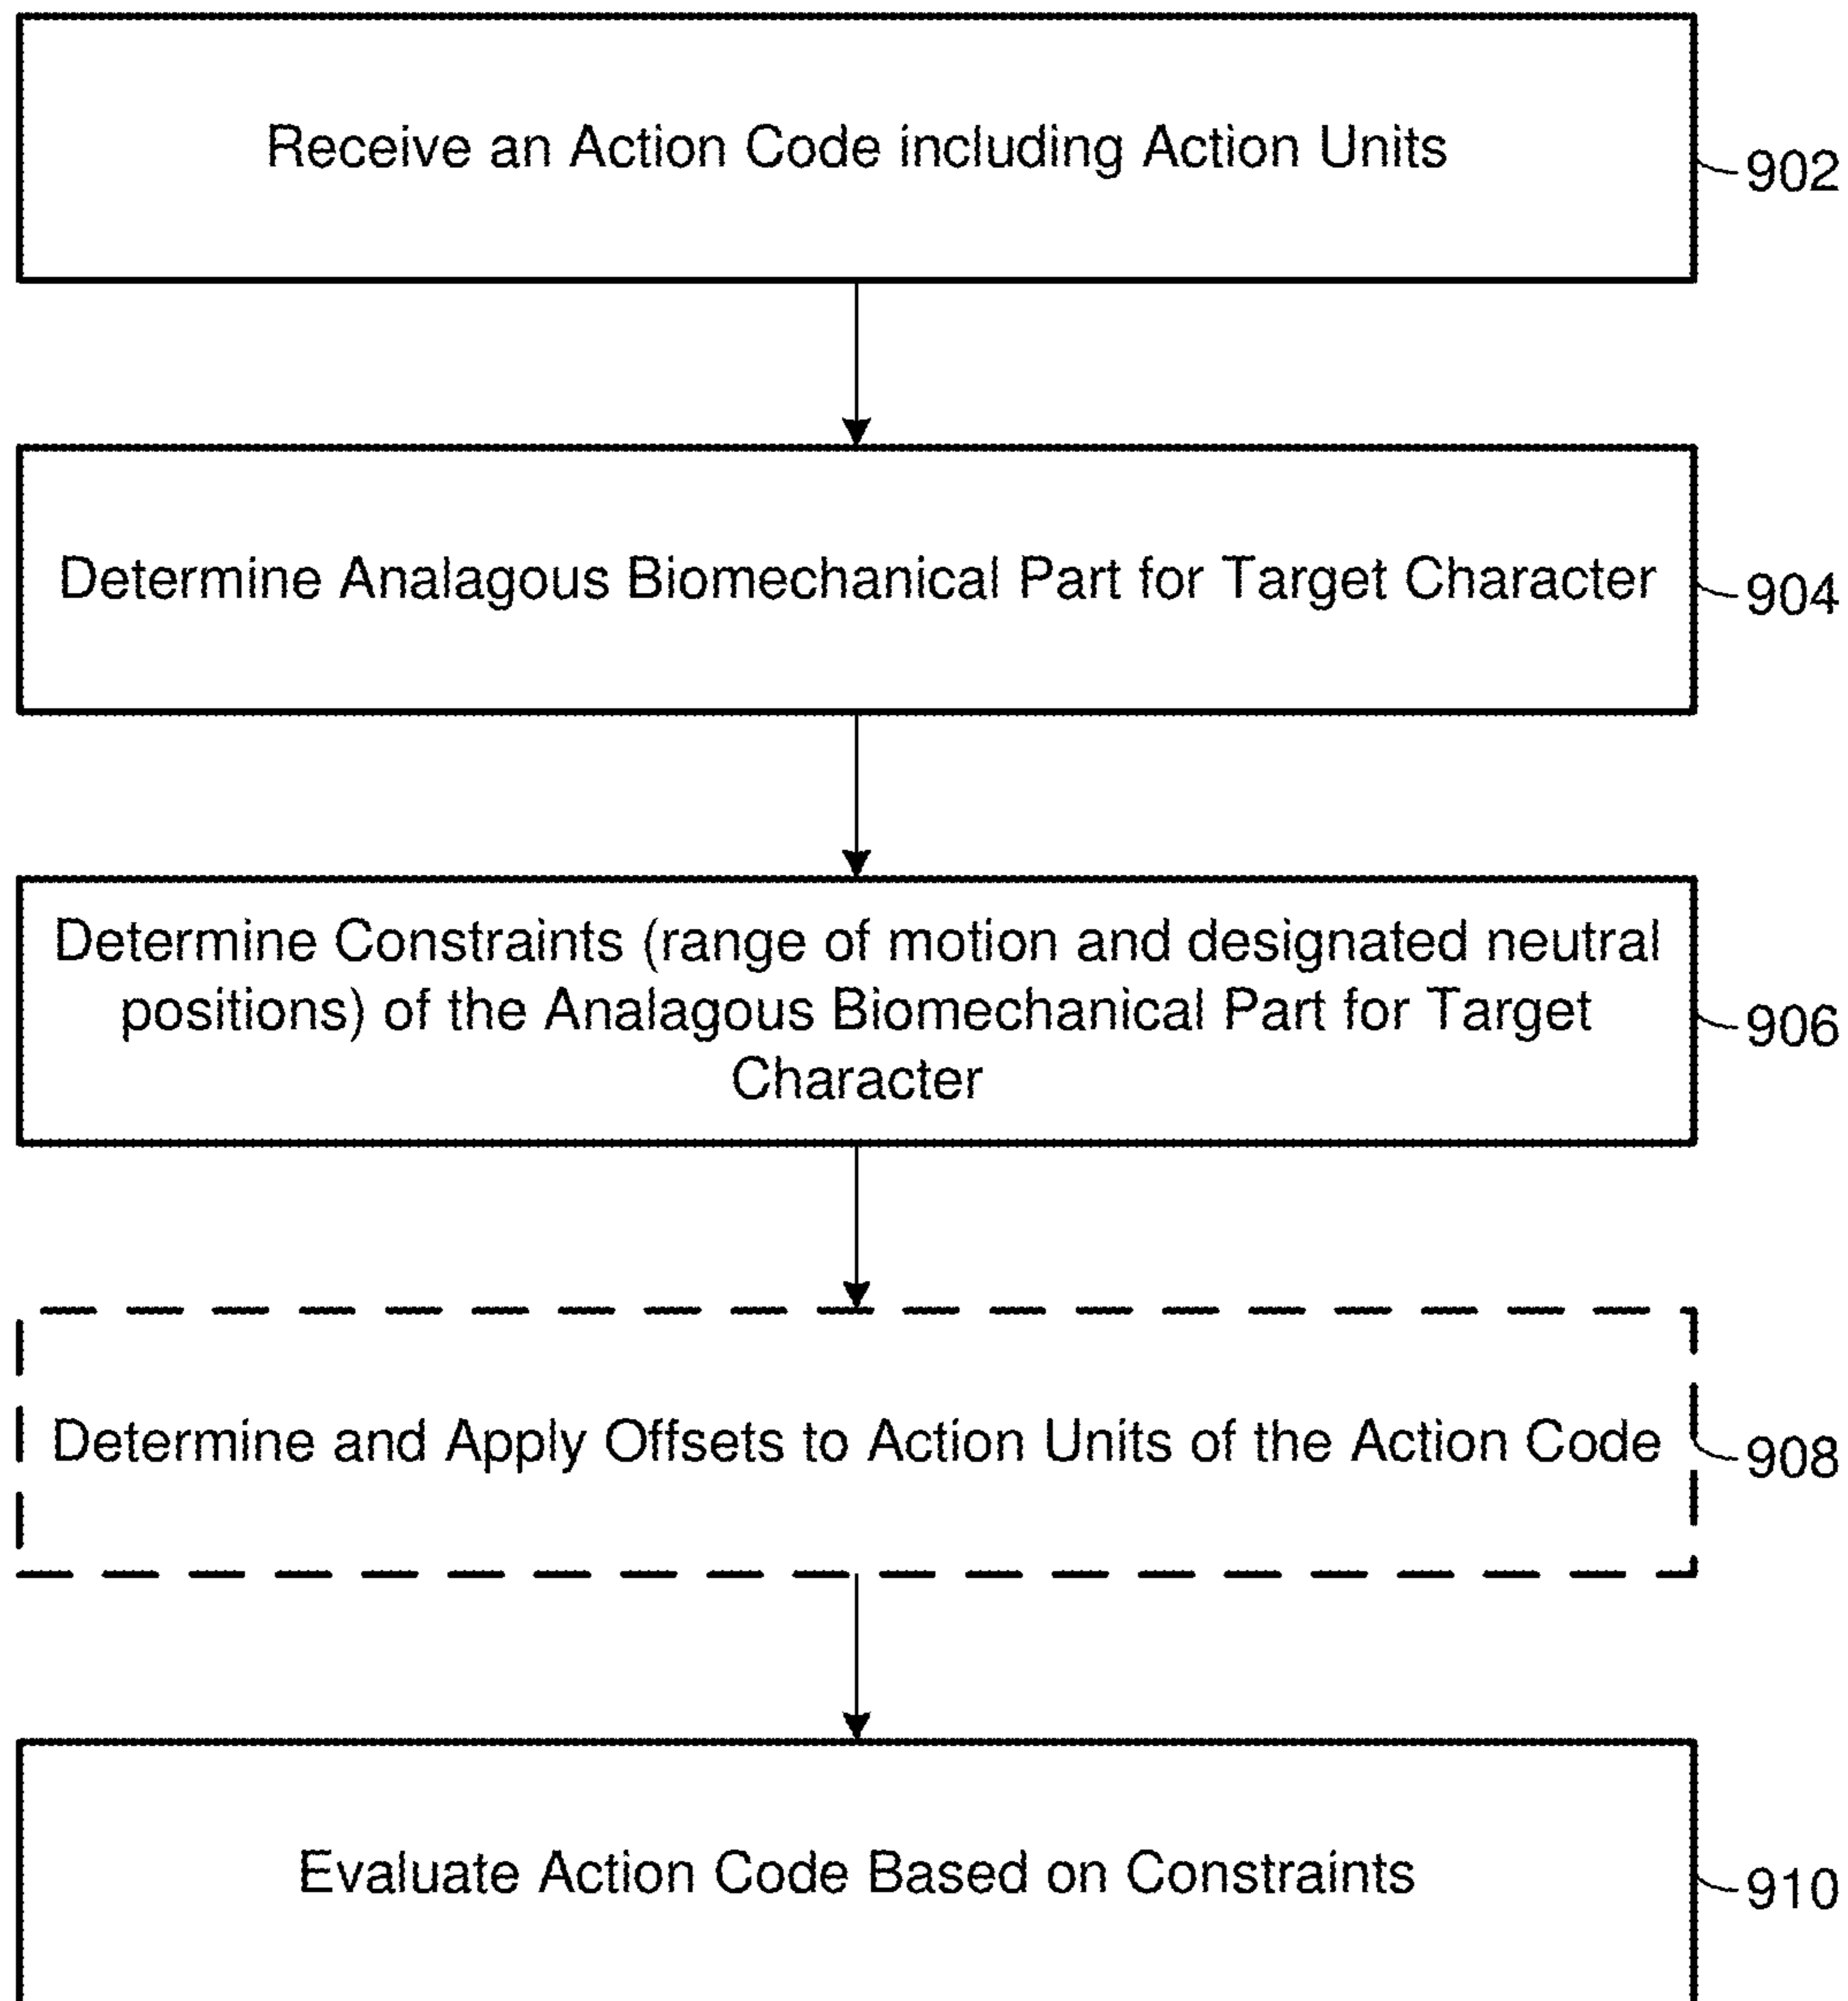 Receive an Action Code including Action Units
902
Determine Analagous Biomechanical Part for Target Character
904
Determine Constraints (range of motion and designated neutral
positions) of the Analagous Biomechanical Part for Target
Character
906
Determine and Apply Offsets to Action Units of the Action Code
908
Evaluate Action Code Based on Constraints
910